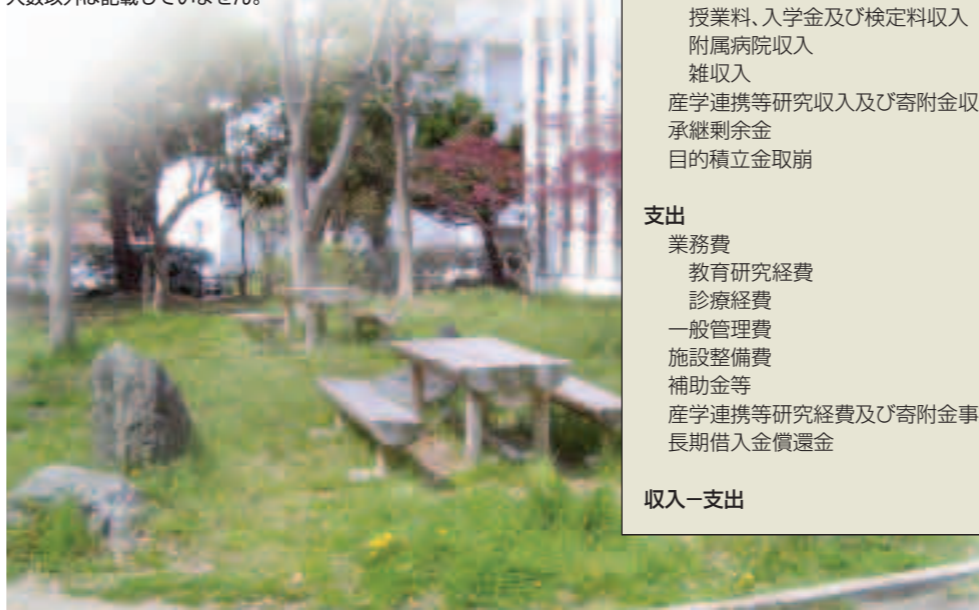 人数以外は記載していません。
授業料、入学金及び検定料収入
附属病院収入
雑収入
産学連携等研究収入及び寄附金収
承継剰余金
目的積立金取崩
支出
業務費
教育研究経費
診療経費
一般管理費
施設整備費
補助金等
産学連携等研究経費及び寄附金事
長期借入金償還金
収入−支出